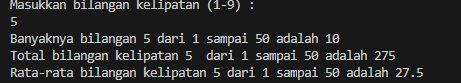 Masukkan bilangan kelipatan (1-9) :
5
Banyaknya bilangan 5 dari 1 sampai 50 adalah 10
Total bilangan kelipatan 5  dari 1 sampai 50 adalah 275
Rata-rata bilangan kelipatan 5 dari 1 sampai 50 adalah 27.5